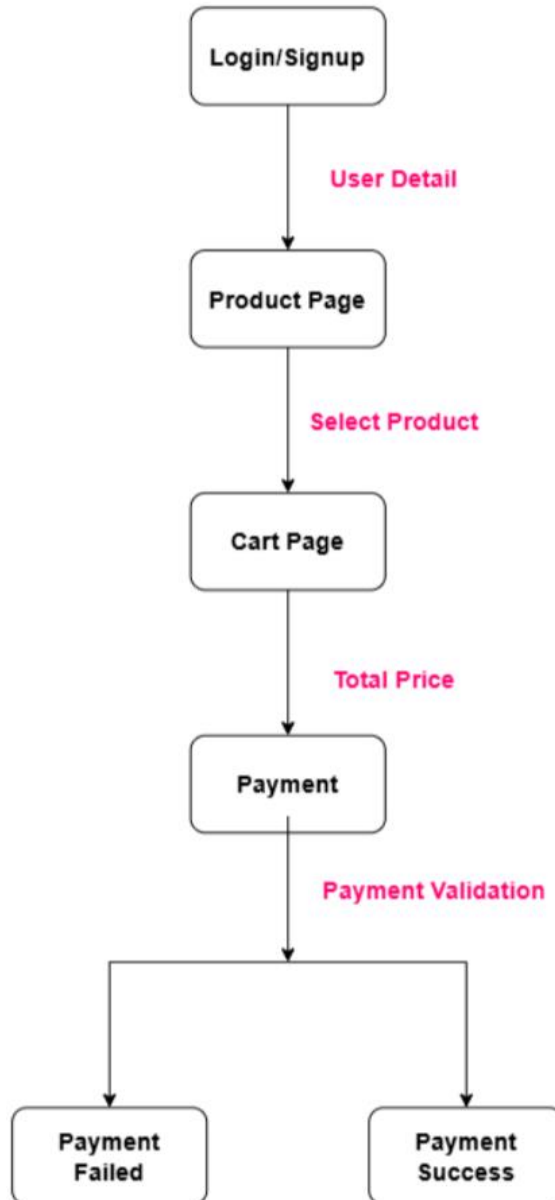 Login/Signup
User Detail
Product Page
Select Product
Cart Page
Total Price
Payment
Payment Validation
Payment
Failed
Payment
Success